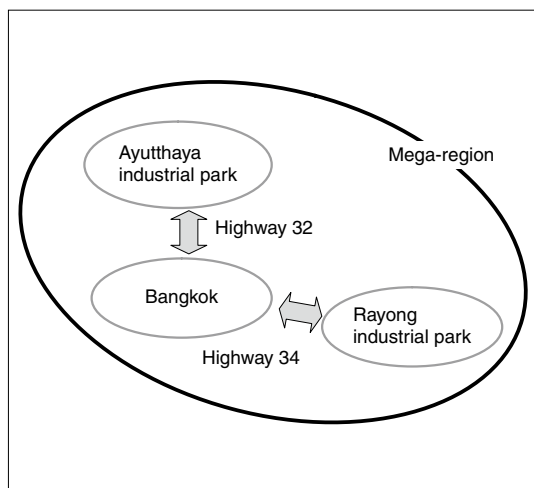 Ayutthaya
industrial park
Mega-region
Highway 32
Bangkok
Rayong
industrial park
Highway 34